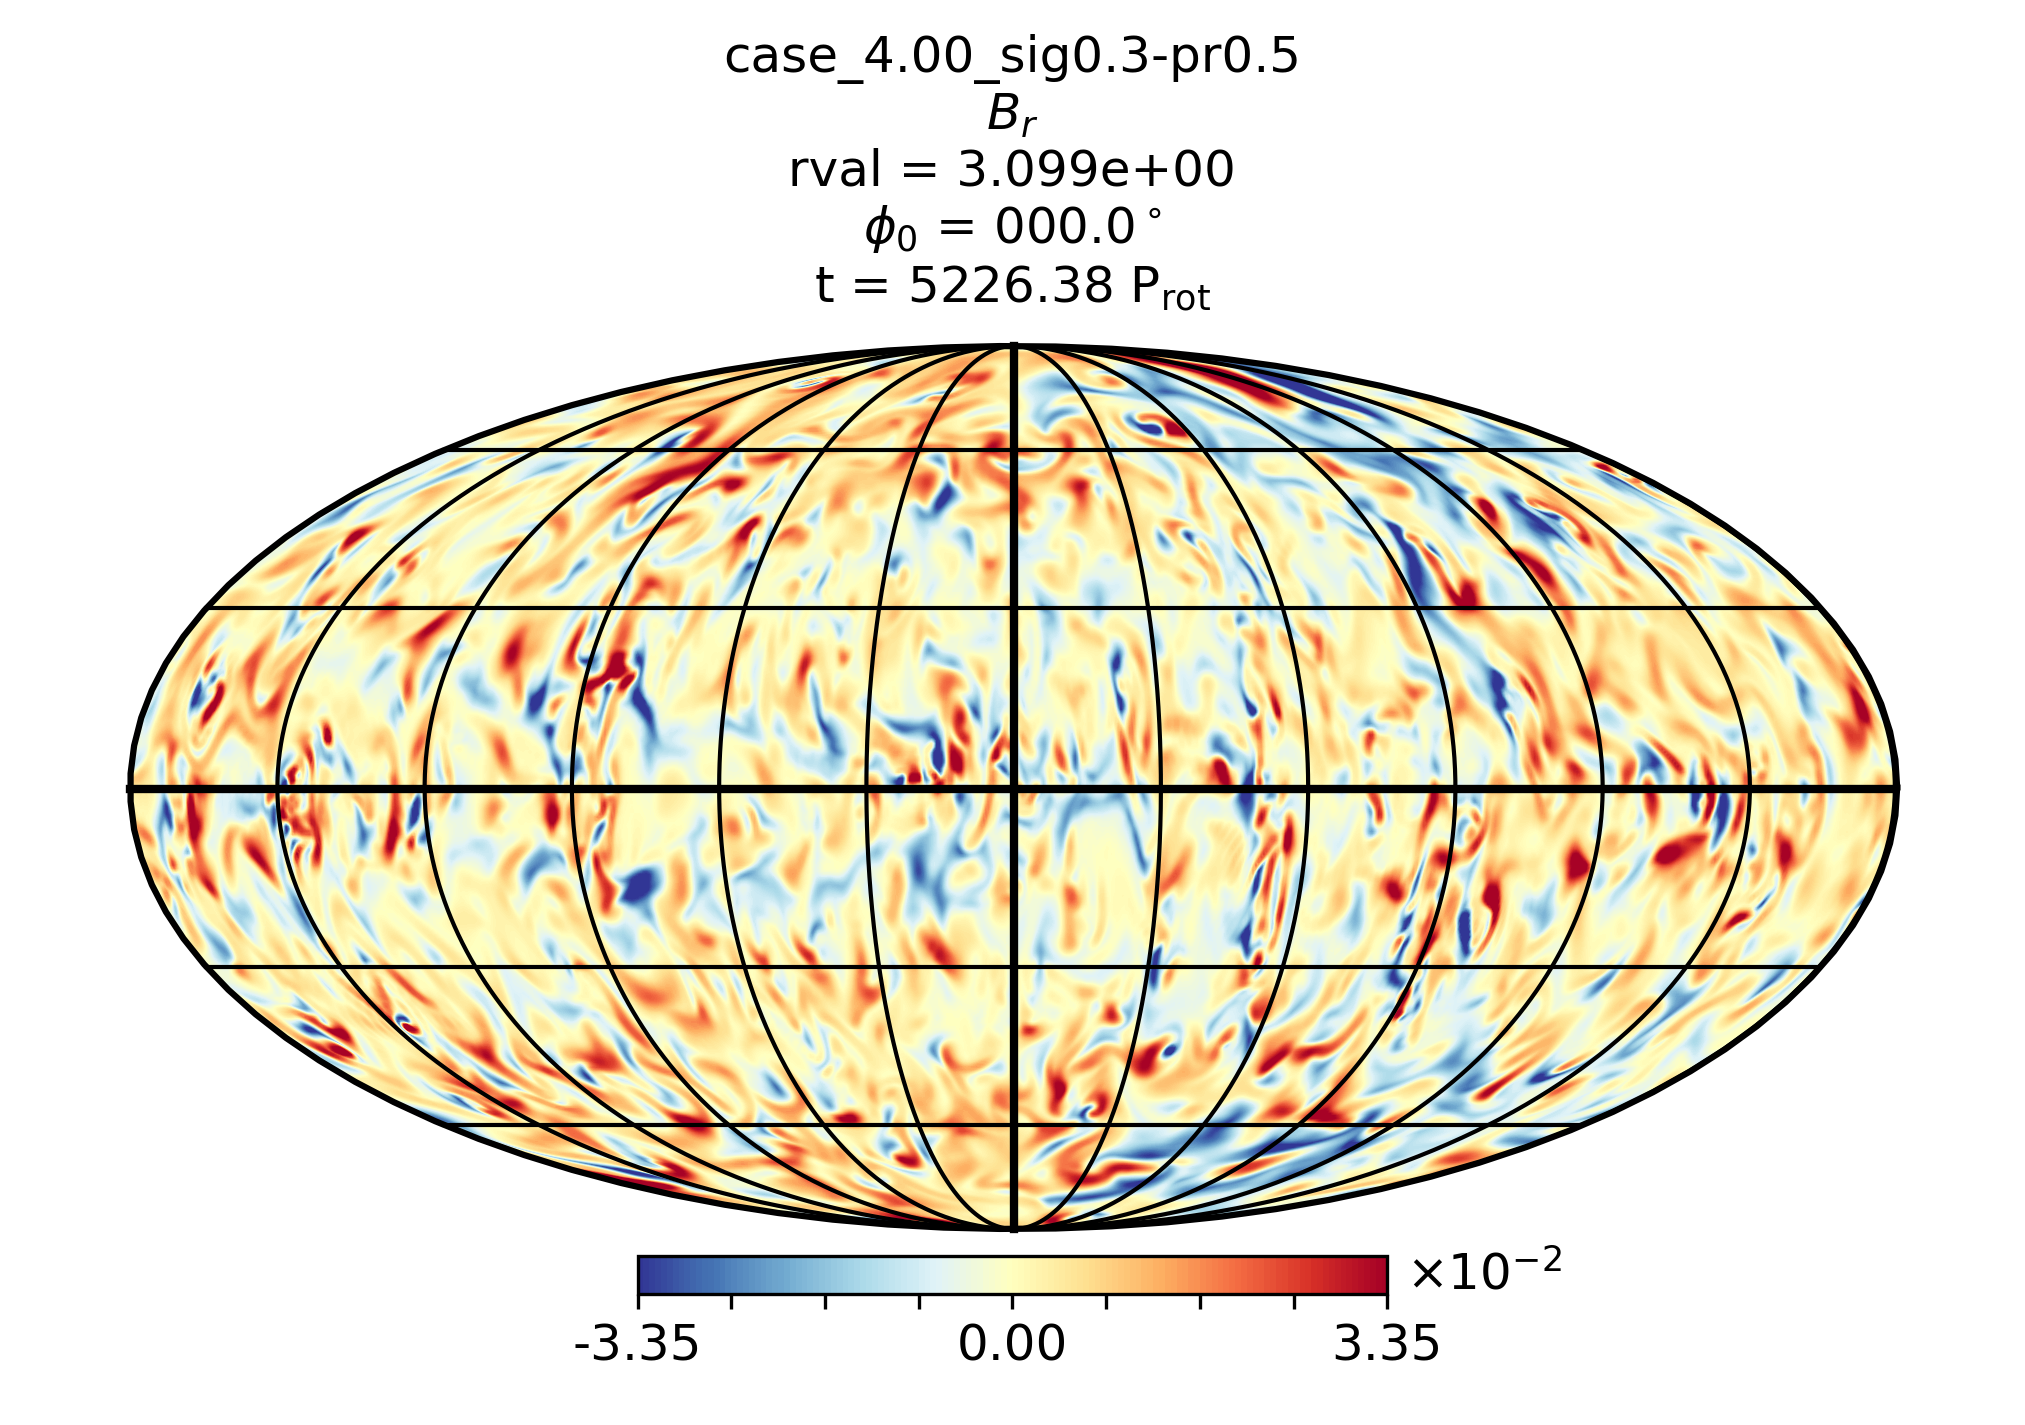 case_4.00_sig0.3-pr0.5
B_r
rval = 3.099e+00
ϕ₀ = 000.0°
t = 5226.38 P_rot
×10⁻²
-3.35 0.00 3.35